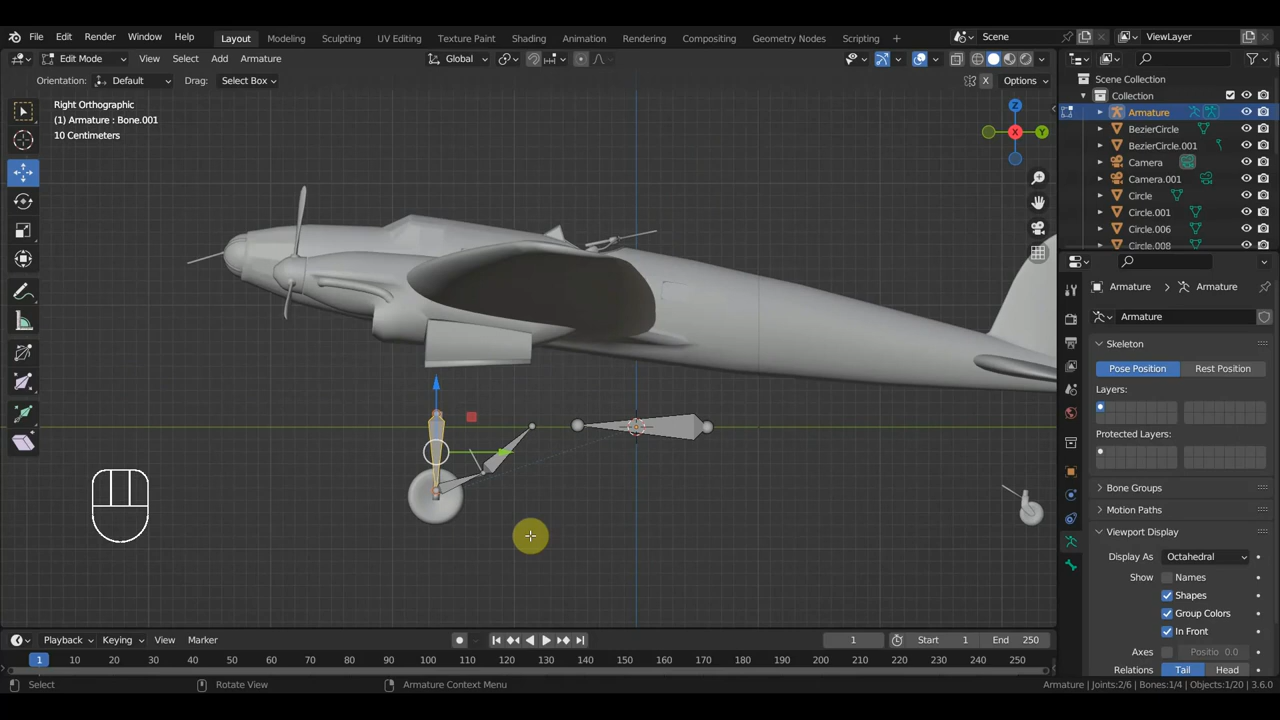 File Edit Render Window Help Layout Modeling Sculpting UV Editing Texture Paint Shading Animation Rendering Compositing Geometry Nodes Scripting + Scene ViewLayer
Edit Mode View Select Add Armature Global
Orientation: Default Drag: Select Box X Options
Right Orthographic
(1) Armature : Bone.001
10 Centimeters
Z
Y
X
Scene Collection
Collection
Armature
BezierCircle
BezierCircle.001
Camera
Camera.001
Circle
Circle.001
Circle.006
Circle.008
Armature > Armature
Armature
Skeleton
Pose Position Rest Position
Layers:
Protected Layers:
Bone Groups
Motion Paths
Viewport Display
Display As Octahedral
Show Names
Shapes
Group Colors
In Front
Axes Positio 0.0
Relations Tail Head
Playback Keying View Marker 1 Start 1 End 250
1 10 20 30 40 50 60 70 80 90 100 110 120 130 140 150 160 170 180 190 200 210 220 230 240 250
Select Rotate View Armature Context Menu Armature | Joints:2/6 | Bones:1/4 | Objects:1/20 | 3.6.0